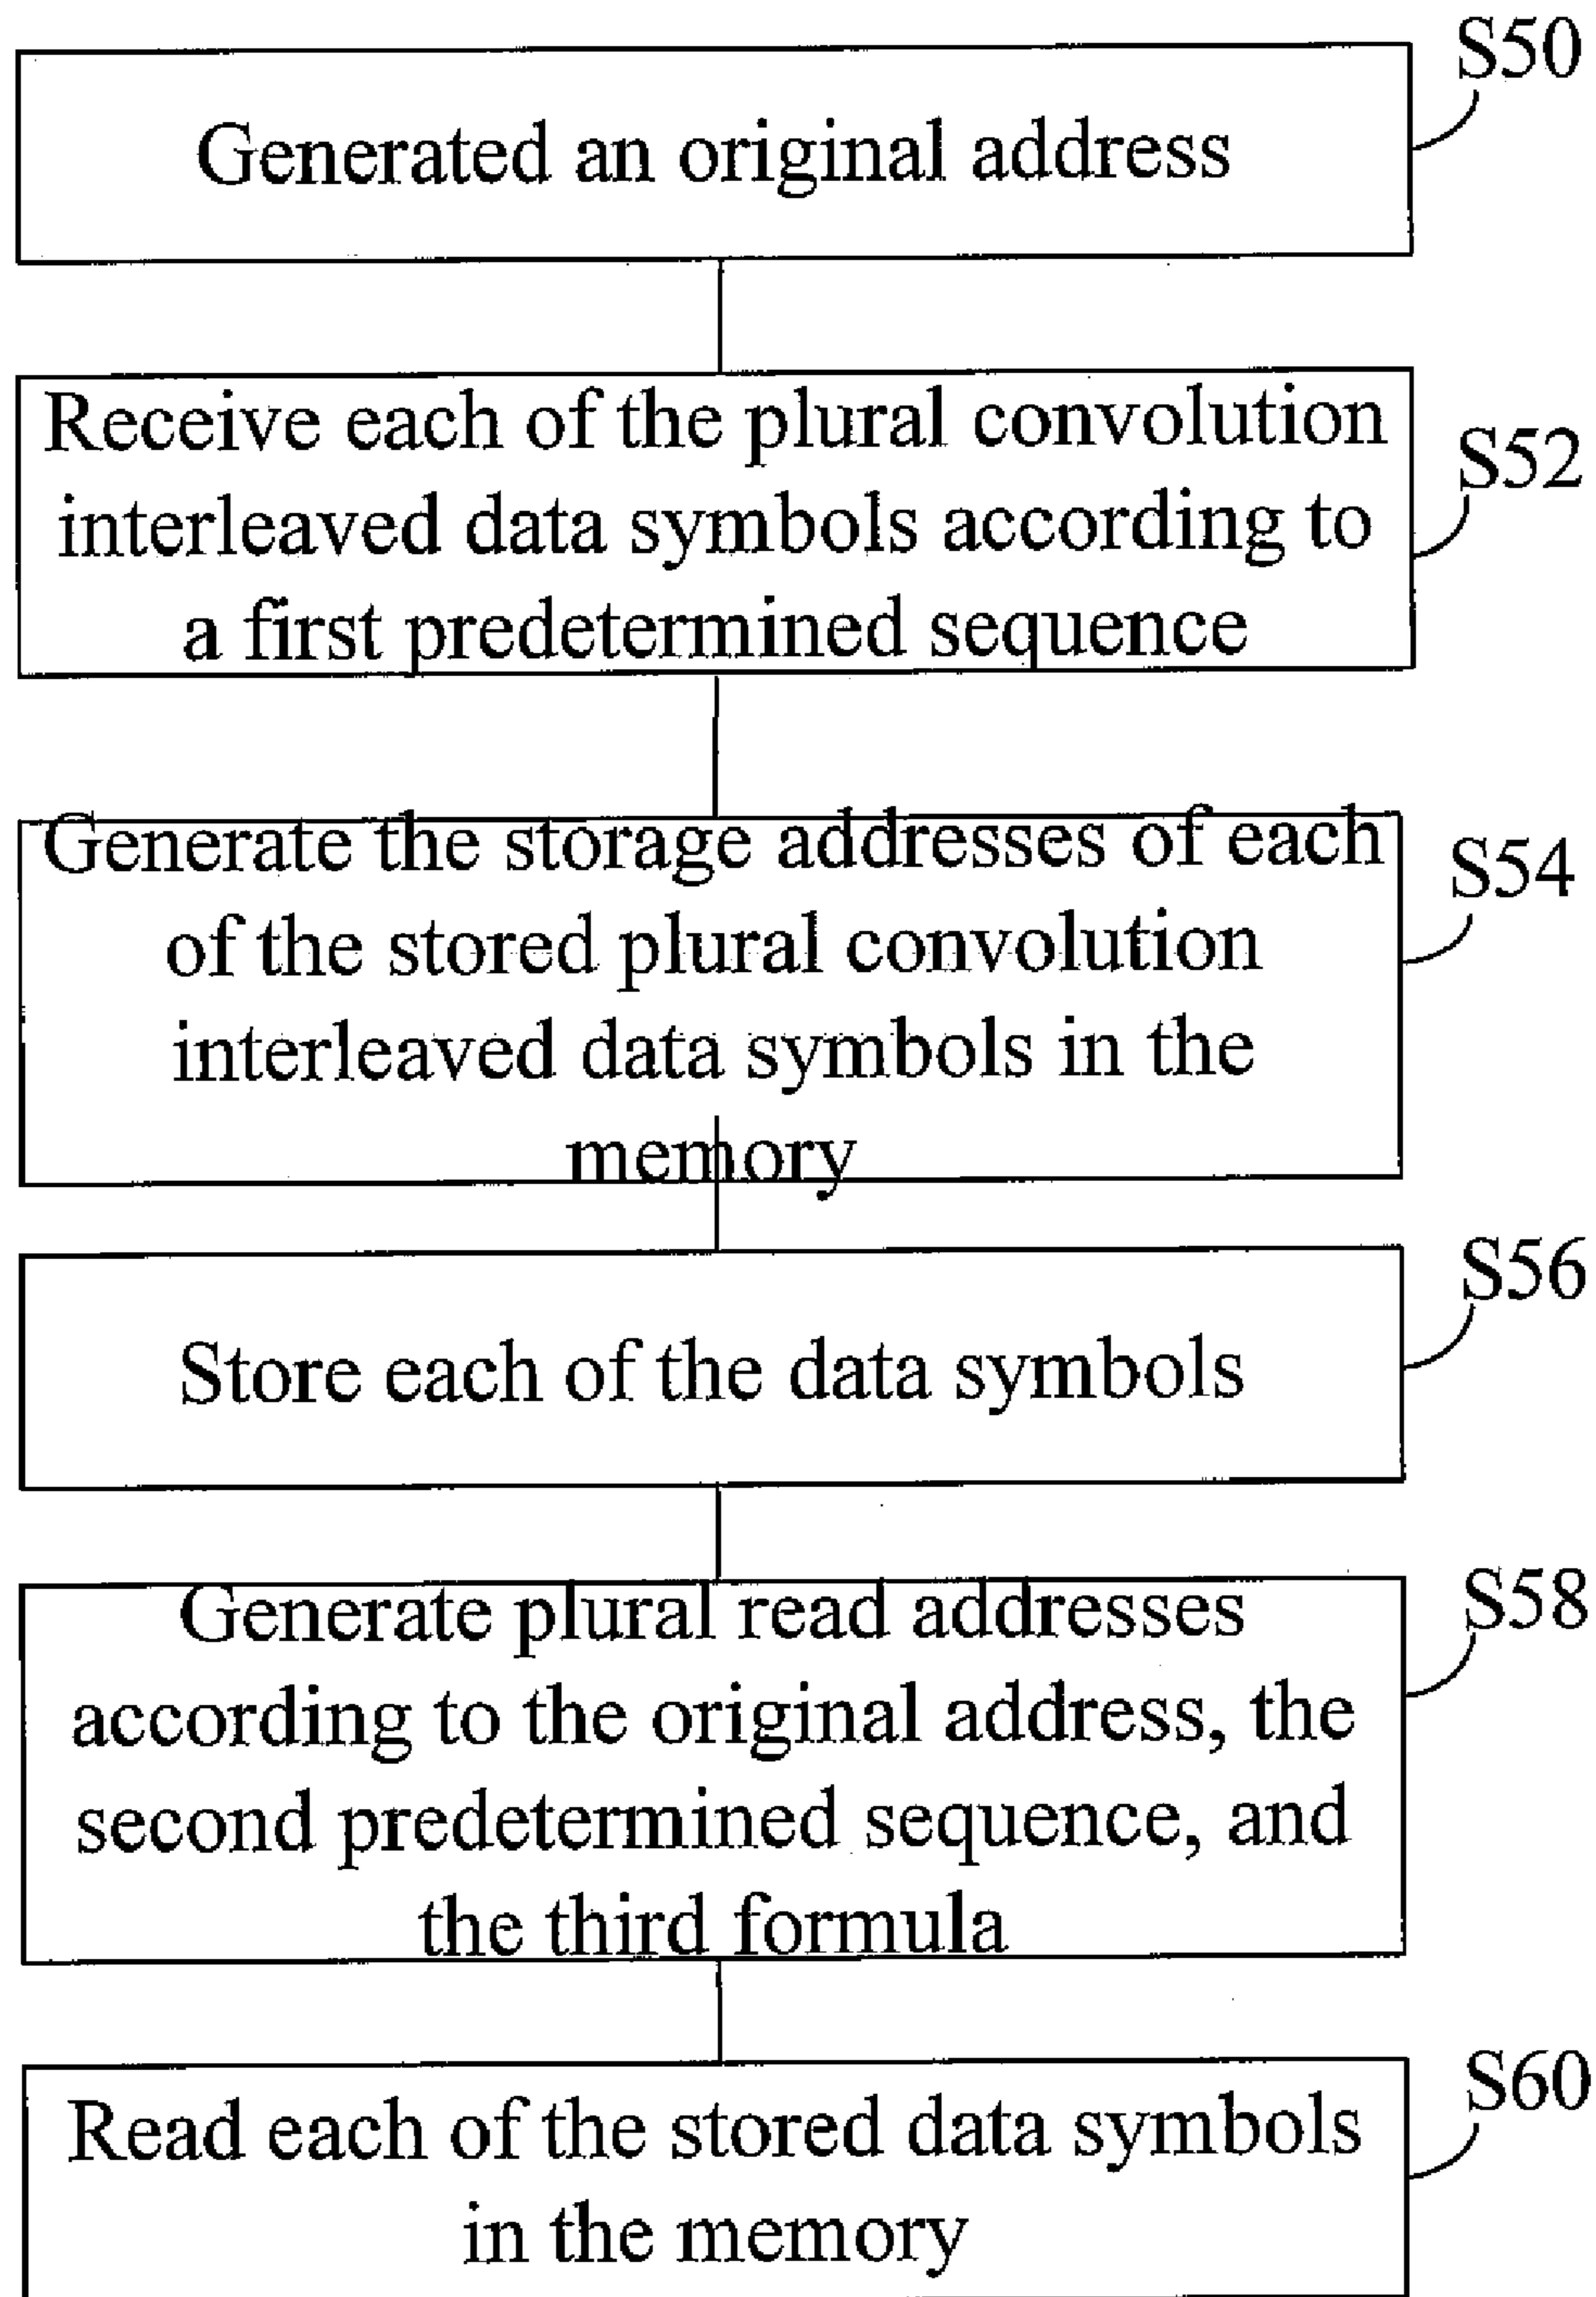 S50
Generated an original address
Receive each of the plural convolution
interleaved data symbols according to
a first predetermined sequence
S52
Generate the storage addresses of each
of the stored plural convolution
interleaved data symbols in the
memory
S54
Store each of the data symbols
S56
Generate plural read addresses
according to the original address, the
second predetermined sequence, and
the third formula
S58
Read each of the stored data symbols
in the memory
S60